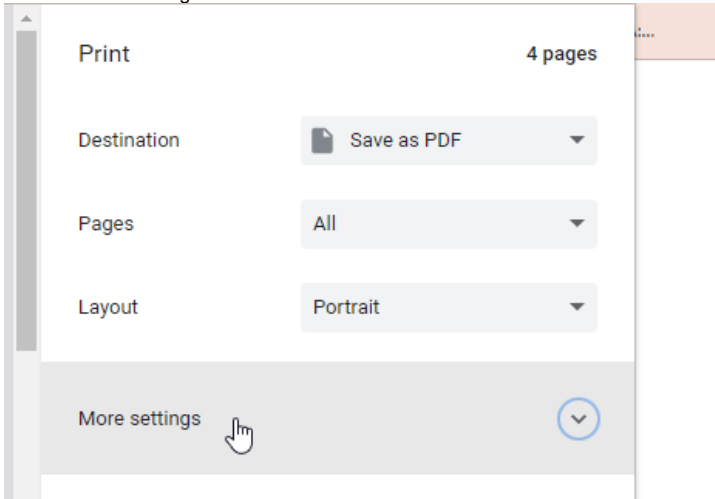 Print 4 pages
Destination Save as PDF
Pages All
Layout Portrait
More settings